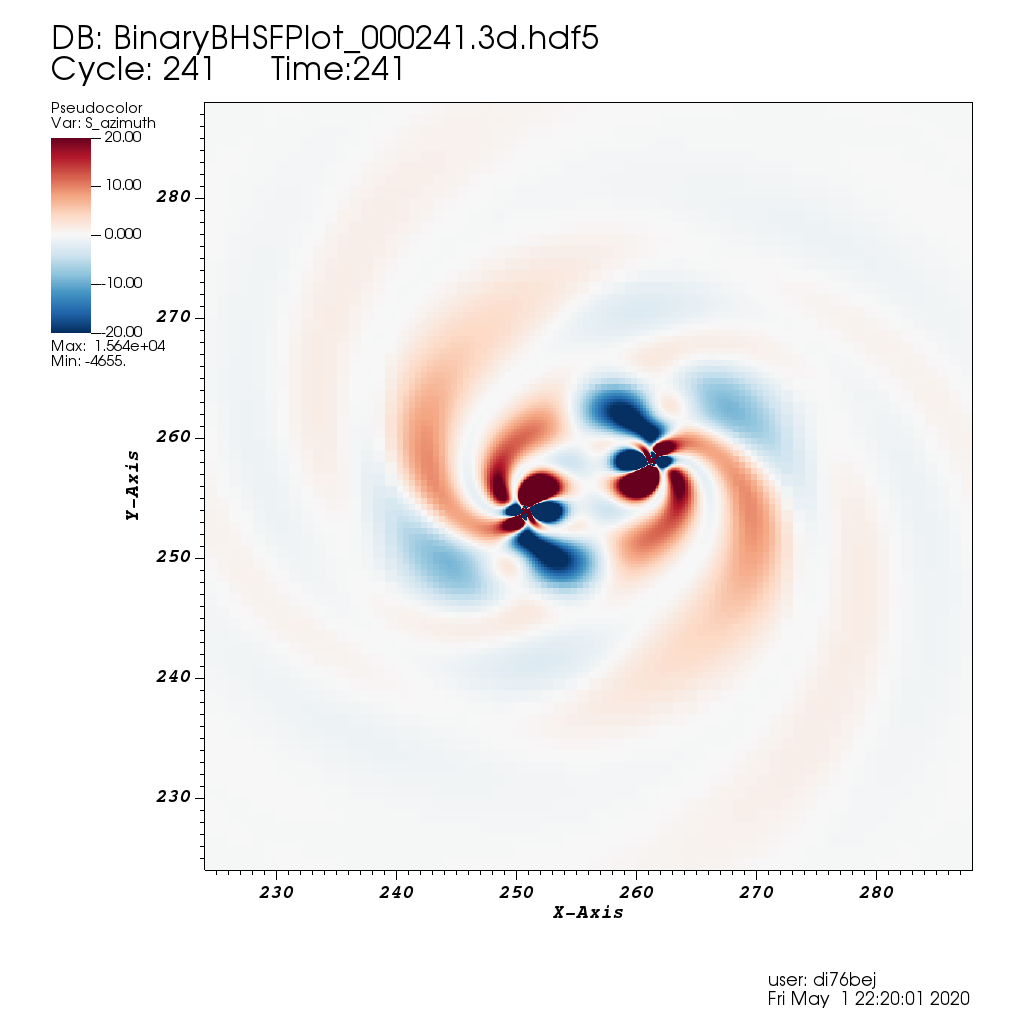 DB: BinaryBHSFPlot_000241.3d.hdf5
Cycle: 241 Time:241
Pseudocolor
Var: S_azimuth
20.00
10.00
0.000
-10.00
-20.00
Max: 1.564e+04
Min: -4655.
280
270
260
250
240
230
Y-Axis
230 240 250 260 270 280
X-Axis
user: di76bej
Fri May 1 22:20:01 2020